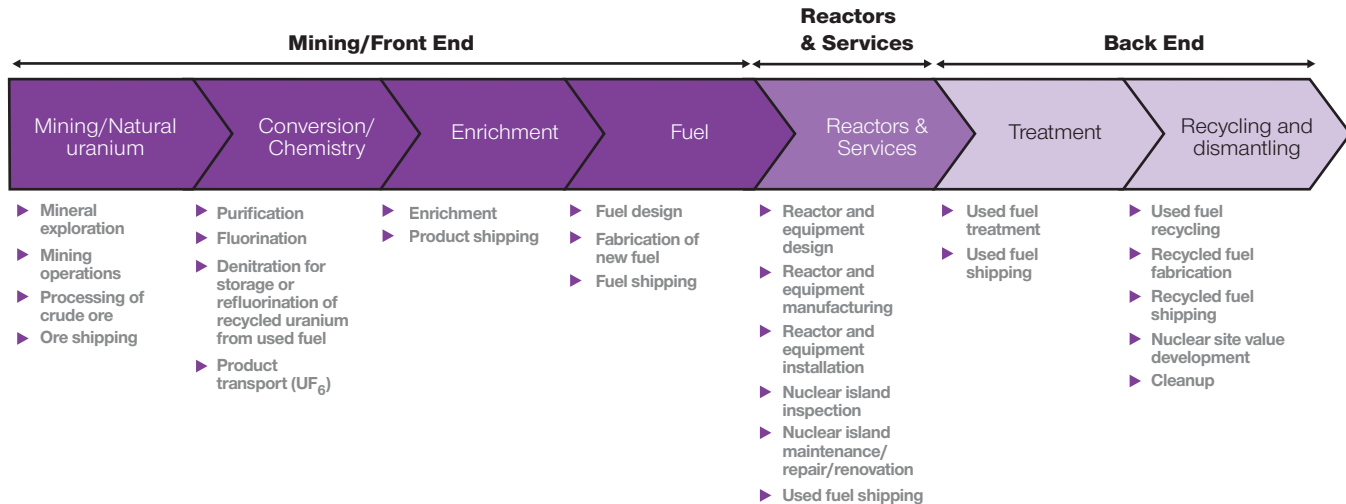 Mining/Front End
Reactors
& Services
Back End
Mining/Natural
uranium
Conversion/
Chemistry
Enrichment
Fuel
Reactors &
Services
Treatment
Recycling and
dismantling
Mineral
exploration
Mining
operations
Processing of
crude ore
Ore shipping
Purification
Fluorination
Denitration for
storage or
refluorination of
recycled uranium
from used fuel
Product
transport (UF6)
Enrichment
Product shipping
Fuel design
Fabrication of
new fuel
Fuel shipping
Reactor and
equipment
design
Reactor and
equipment
manufacturing
Reactor and
equipment
installation
Nuclear island
inspection
Nuclear island
maintenance/
repair/renovation
Used fuel shipping
Used fuel
treatment
Used fuel
shipping
Used fuel
recycling
Recycled fuel
fabrication
Recycled fuel
shipping
Nuclear site value
development
Cleanup